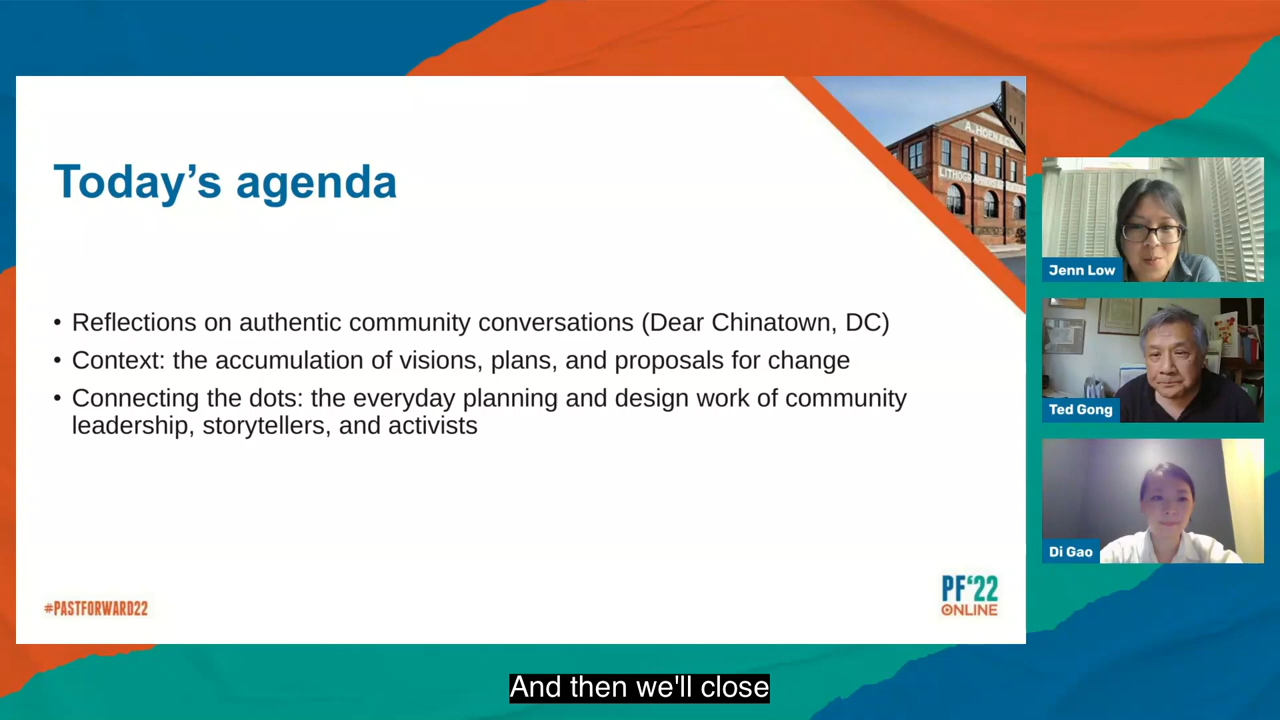 Today's agenda
A. HOEN & CO.
• Reflections on authentic community conversations (Dear Chinatown, DC)
• Context: the accumulation of visions, plans, and proposals for change
• Connecting the dots: the everyday planning and design work of community
leadership, storytellers, and activists
#PASTFORWARD22
PF'22
ONLINE
Jenn Low
Ted Gong
Di Gao
And then we'll close